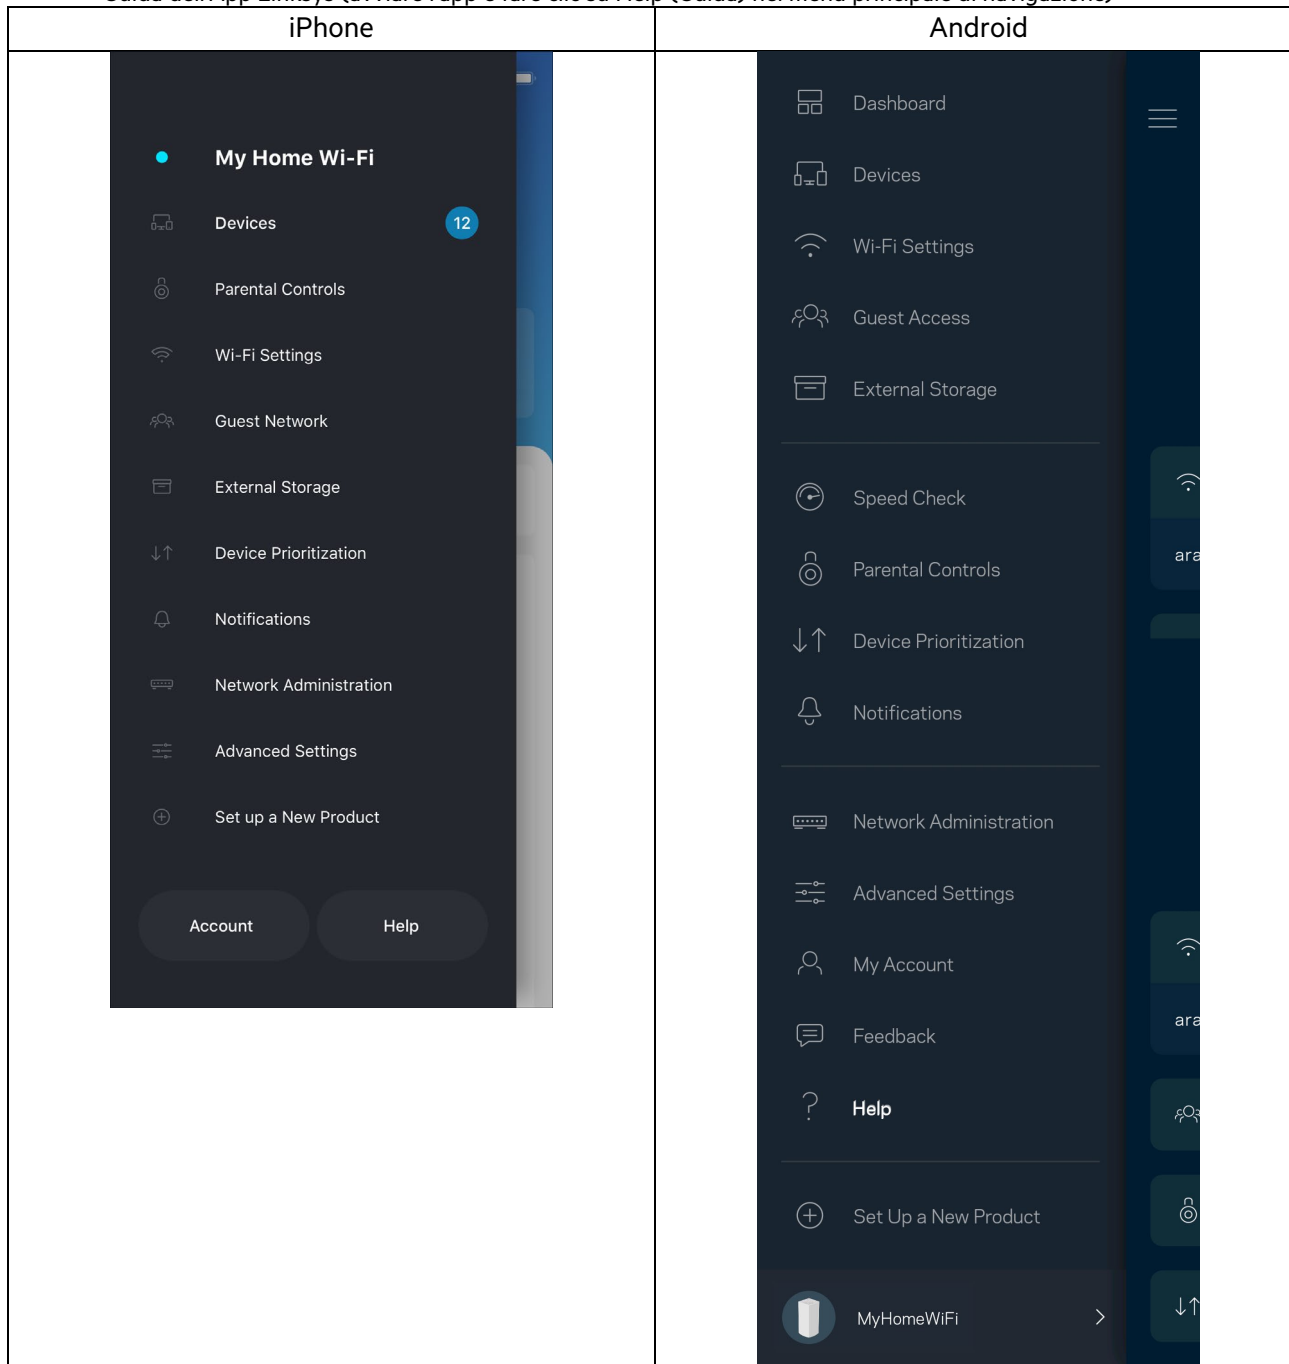 iPhone
Android
My Home Wi-Fi
Devices 12
Parental Controls
Wi-Fi Settings
Guest Network
External Storage
Device Prioritization
Notifications
Network Administration
Advanced Settings
Set up a New Product
Account Help
Dashboard
Devices
Wi-Fi Settings
Guest Access
External Storage
Speed Check
ara
Parental Controls
Device Prioritization
Notifications
Network Administration
Advanced Settings
My Account
ara
Feedback
Help
Set Up a New Product
MyHomeWiFi